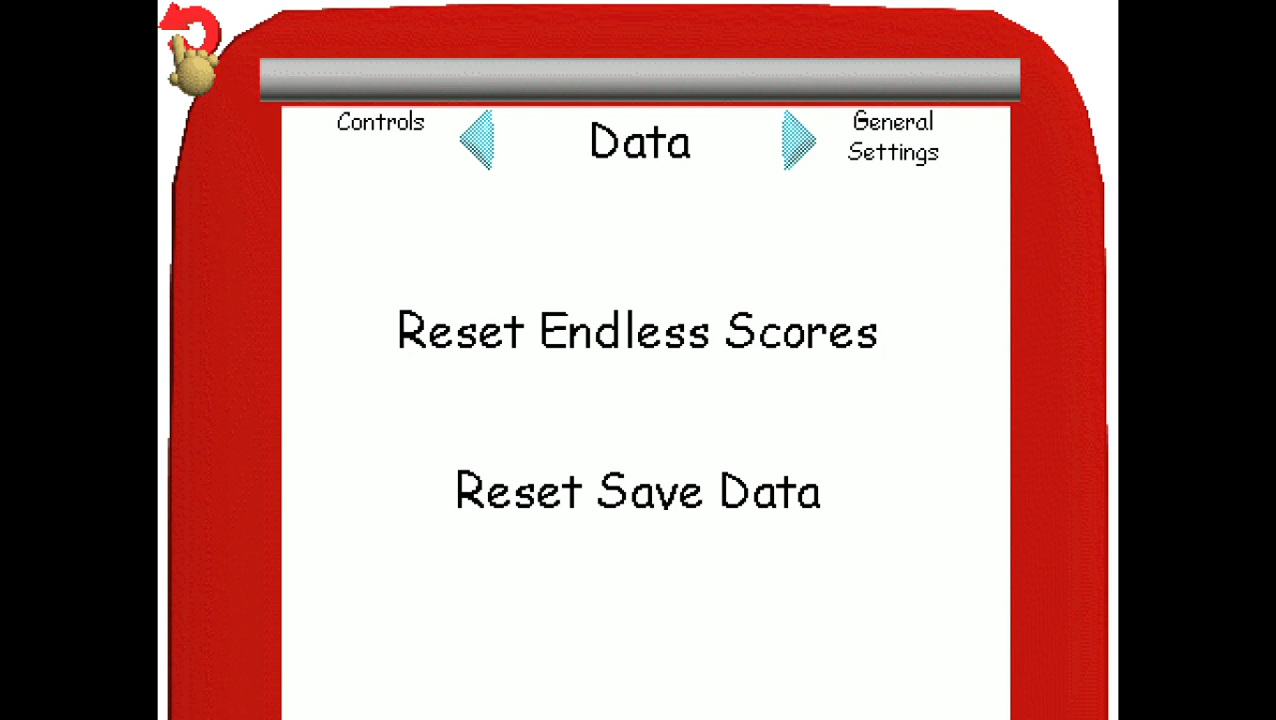 Controls
Data
General
Settings
Reset Endless Scores
Reset Save Data